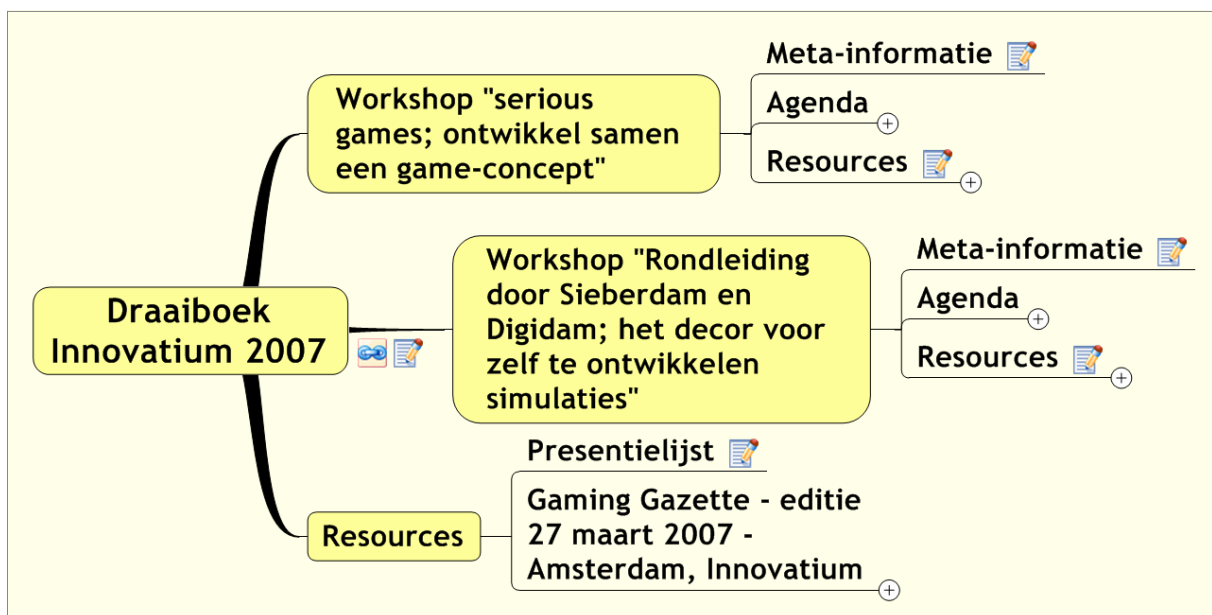 Draaiboek
Innovatium 2007
Workshop "serious
games; ontwikkel samen
een game-concept"
Meta-informatie
Agenda
Resources
Workshop "Rondleiding
door Sieberdam en
Digidam; het decor voor
zelf te ontwikkelen
simulaties"
Meta-informatie
Agenda
Resources
Resources
Presentielijst
Gaming Gazette - editie
27 maart 2007 -
Amsterdam, Innovatium